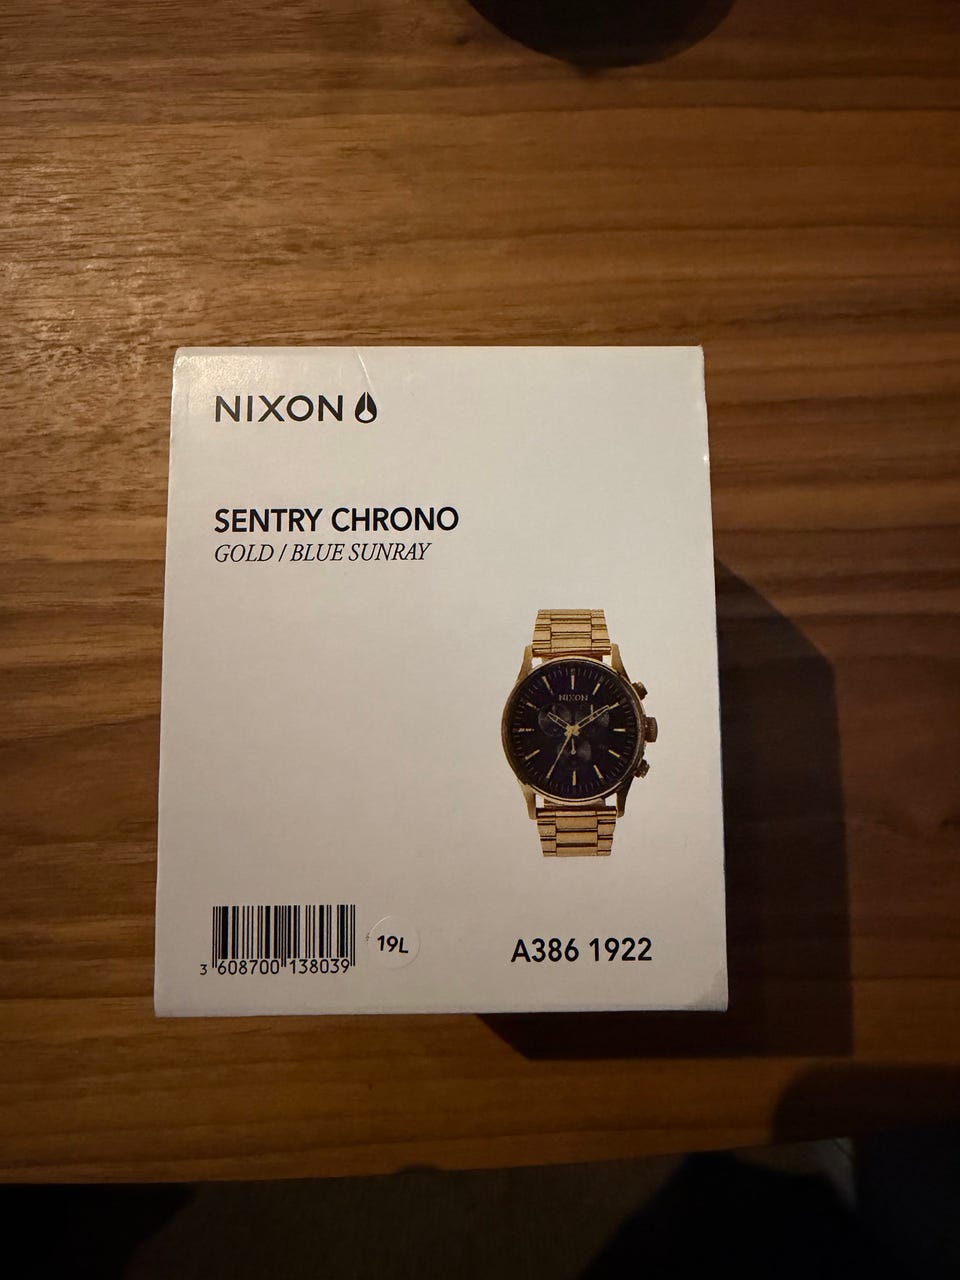 NIXON
SENTRY CHRONO
GOLD / BLUE SUNRAY
NIXON
3 608700 138039
19L
A386 1922